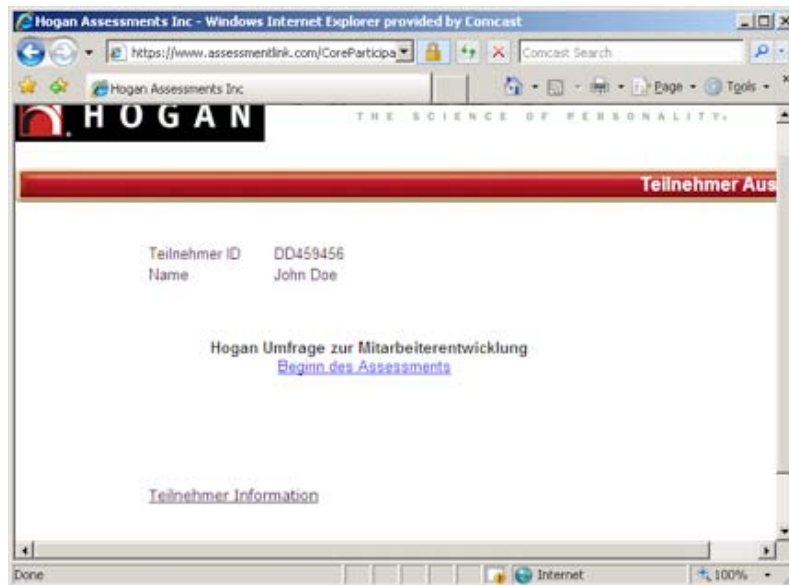 Hogan Assessments Inc - Windows Internet Explorer provided by Comcast
https://www.assessmentlink.com/CoreParticipa
Comcast Search
Hogan Assessments Inc
Page
Tools
HOGAN
THE SCIENCE OF PERSONALITY.
Teilnehmer Aus
Teilnehmer ID DD459456
Name John Doe
Hogan Umfrage zur Mitarbeiterentwicklung
Beginn des Assessments
Teilnehmer Information
Done
Internet
100%